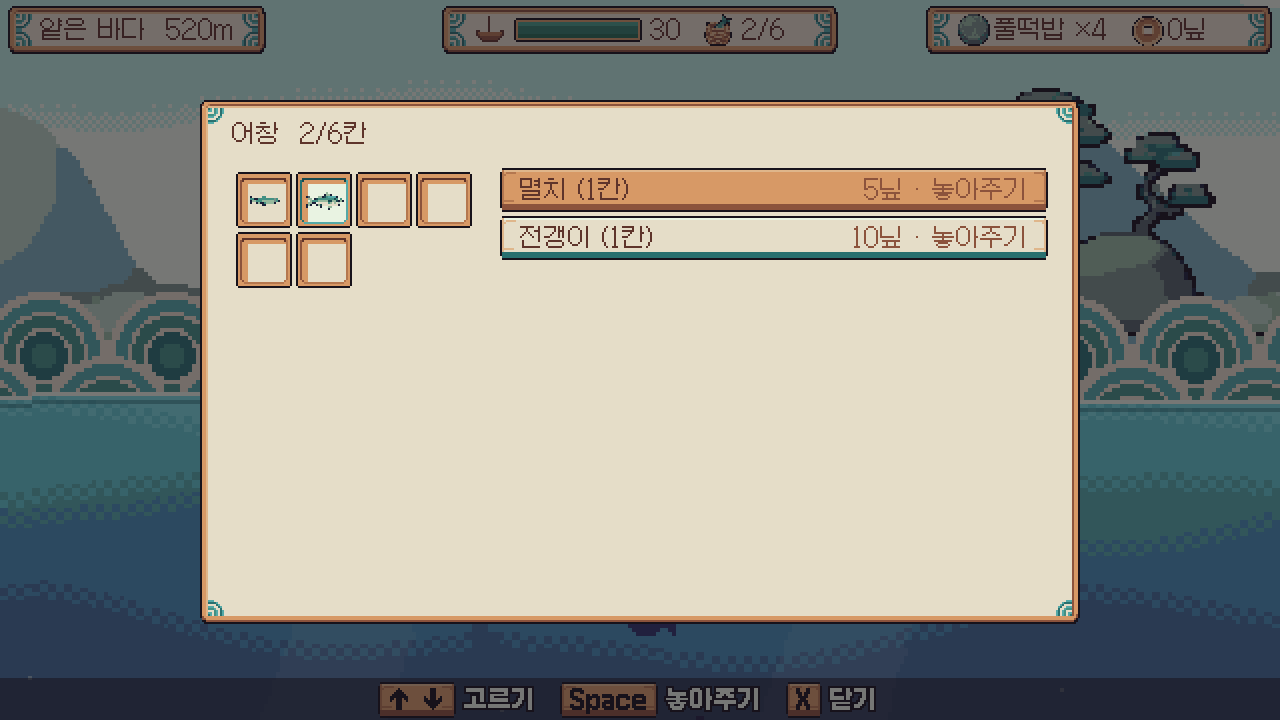 얕은 바다 520m
30 2/6
풀떡밥 ×4 0닢
어창 2/6칸
멸치 (1칸) 5닢 · 놓아주기
전갱이 (1칸) 10닢 · 놓아주기
↑ ↓ 고르기 Space 놓아주기 X 닫기